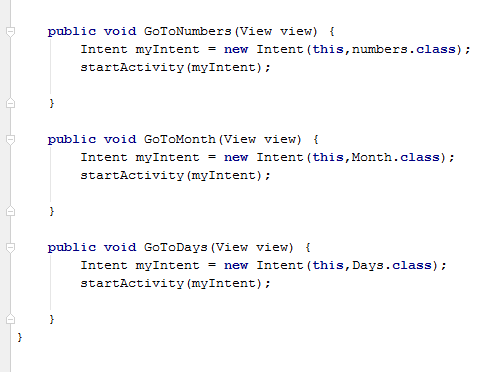 public void GoToNumbers(View view) {
Intent myIntent = new Intent(this,numbers.class);
startActivity(myIntent);
}
public void GoToMonth(View view) {
Intent myIntent = new Intent(this,Month.class);
startActivity(myIntent);
}
public void GoToDays(View view) {
Intent myIntent = new Intent(this,Days.class);
startActivity(myIntent);
}
}